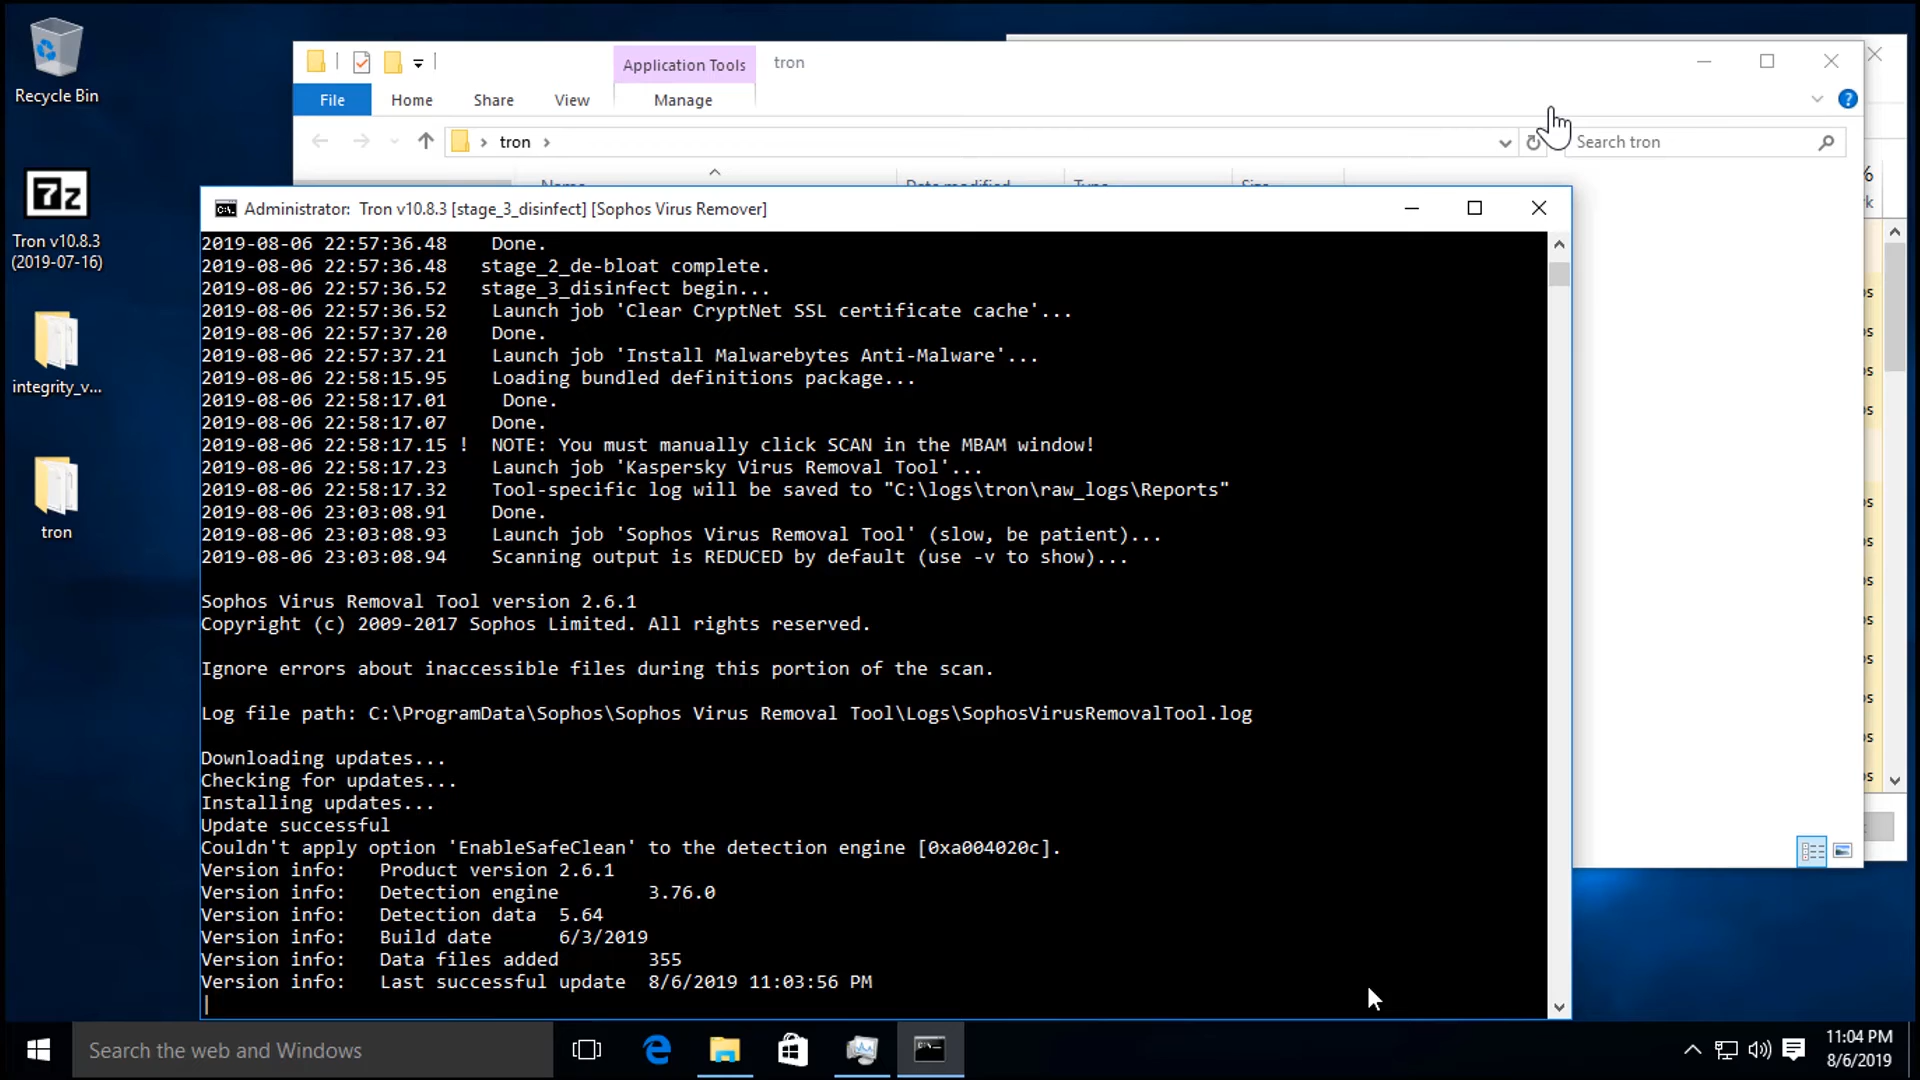 Recycle Bin
7z
Tron v10.8.3
(2019-07-16)
integrity_v...
tron
Application Tools
tron
File
Home
Share
View
Manage
tron
Search tron
Administrator: Tron v10.8.3 [stage_3_disinfect] [Sophos Virus Remover]
2019-08-06 22:57:36.48    Done.
2019-08-06 22:57:36.48   stage_2_de-bloat complete.
2019-08-06 22:57:36.52   stage_3_disinfect begin...
2019-08-06 22:57:36.52    Launch job 'Clear CryptNet SSL certificate cache'...
2019-08-06 22:57:37.20    Done.
2019-08-06 22:57:37.21    Launch job 'Install Malwarebytes Anti-Malware'...
2019-08-06 22:58:15.95    Loading bundled definitions package...
2019-08-06 22:58:17.01     Done.
2019-08-06 22:58:17.07    Done.
2019-08-06 22:58:17.15 !  NOTE: You must manually click SCAN in the MBAM window!
2019-08-06 22:58:17.23    Launch job 'Kaspersky Virus Removal Tool'...
2019-08-06 22:58:17.32    Tool-specific log will be saved to "C:\logs\tron\raw_logs\Reports"
2019-08-06 23:03:08.91    Done.
2019-08-06 23:03:08.93    Launch job 'Sophos Virus Removal Tool' (slow, be patient)...
2019-08-06 23:03:08.94    Scanning output is REDUCED by default (use -v to show)...
Sophos Virus Removal Tool version 2.6.1
Copyright (c) 2009-2017 Sophos Limited. All rights reserved.
Ignore errors about inaccessible files during this portion of the scan.
Log file path: C:\ProgramData\Sophos\Sophos Virus Removal Tool\Logs\SophosVirusRemovalTool.log
Downloading updates...
Checking for updates...
Installing updates...
Update successful
Couldn't apply option 'EnableSafeClean' to the detection engine [0xa004020c].
Version info:   Product version 2.6.1
Version info:   Detection engine        3.76.0
Version info:   Detection data  5.64
Version info:   Build date      6/3/2019
Version info:   Data files added        355
Version info:   Last successful update  8/6/2019 11:03:56 PM
Search the web and Windows
11:04 PM
8/6/2019